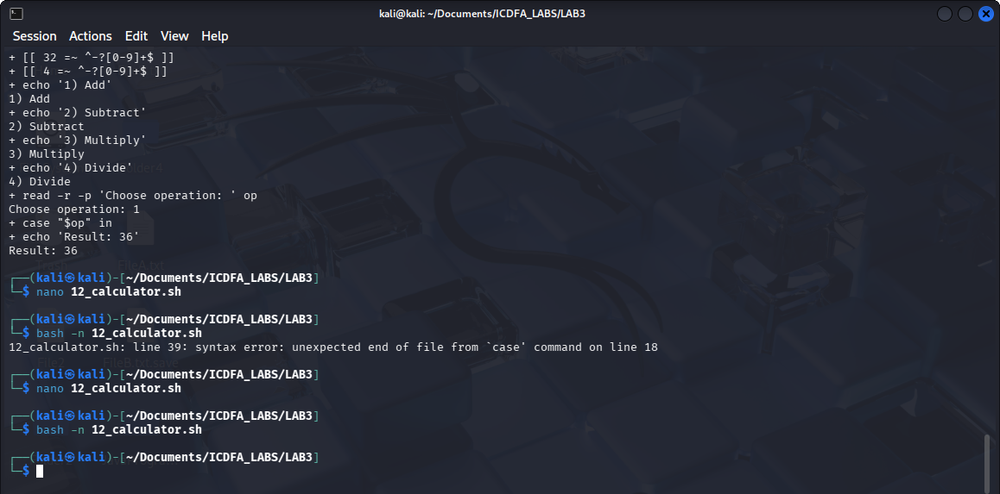 kali@kali: ~/Documents/ICDFA_LABS/LAB3
Session Actions Edit View Help
+ [[ 32 =~ ^-?[0-9]+$ ]]
+ [[ 4 =~ ^-?[0-9]+$ ]]
+ echo '1) Add'
1) Add
+ echo '2) Subtract'
2) Subtract
+ echo '3) Multiply'
3) Multiply
+ echo '4) Divide'
4) Divide
+ read -r -p 'Choose operation: ' op
Choose operation: 1
+ case "$op" in
+ echo 'Result: 36'
Result: 36
┌──(kali㉿kali)-[~/Documents/ICDFA_LABS/LAB3]
└─$ nano 12_calculator.sh
┌──(kali㉿kali)-[~/Documents/ICDFA_LABS/LAB3]
└─$ bash -n 12_calculator.sh
12_calculator.sh: line 39: syntax error: unexpected end of file from `case' command on line 18
┌──(kali㉿kali)-[~/Documents/ICDFA_LABS/LAB3]
└─$ nano 12_calculator.sh
┌──(kali㉿kali)-[~/Documents/ICDFA_LABS/LAB3]
└─$ bash -n 12_calculator.sh
┌──(kali㉿kali)-[~/Documents/ICDFA_LABS/LAB3]
└─$